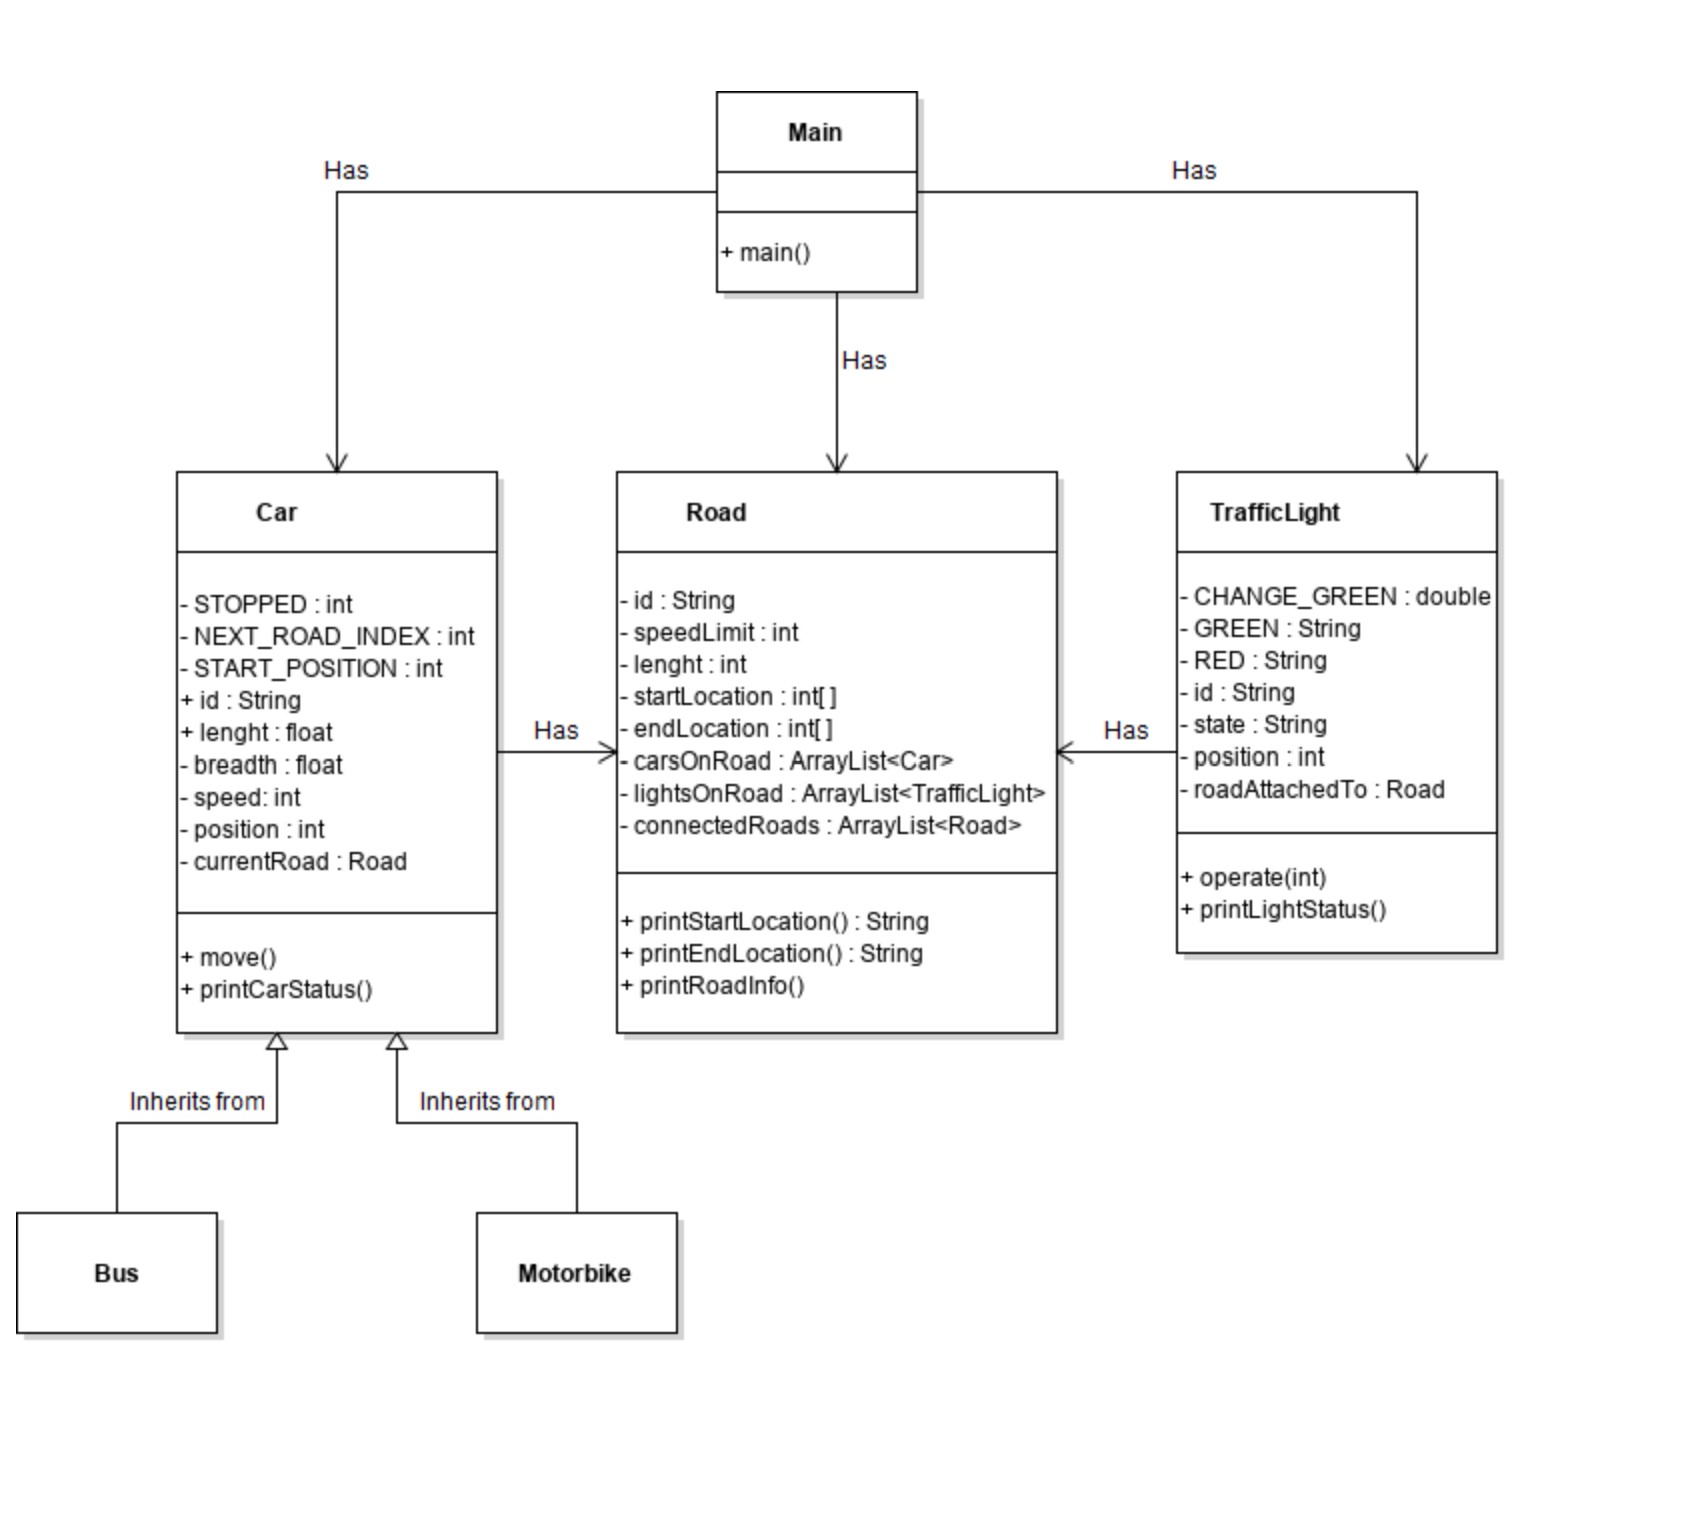 Main
+ main()
Has
Has
Has
Car
- STOPPED : int
- NEXT_ROAD_INDEX : int
- START_POSITION : int
+ id : String
+ lenght : float
- breadth : float
- speed: int
- position : int
- currentRoad : Road
+ move()
+ printCarStatus()
Has
Road
- id : String
- speedLimit : int
- lenght : int
- startLocation : int[ ]
- endLocation : int[ ]
- carsOnRoad : ArrayList<Car>
- lightsOnRoad : ArrayList<TrafficLight>
- connectedRoads : ArrayList<Road>
+ printStartLocation() : String
+ printEndLocation() : String
+ printRoadInfo()
Has
TrafficLight
- CHANGE_GREEN : double
- GREEN : String
- RED : String
- id : String
- state : String
- position : int
- roadAttachedTo : Road
+ operate(int)
+ printLightStatus()
Inherits from
Inherits from
Bus
Motorbike